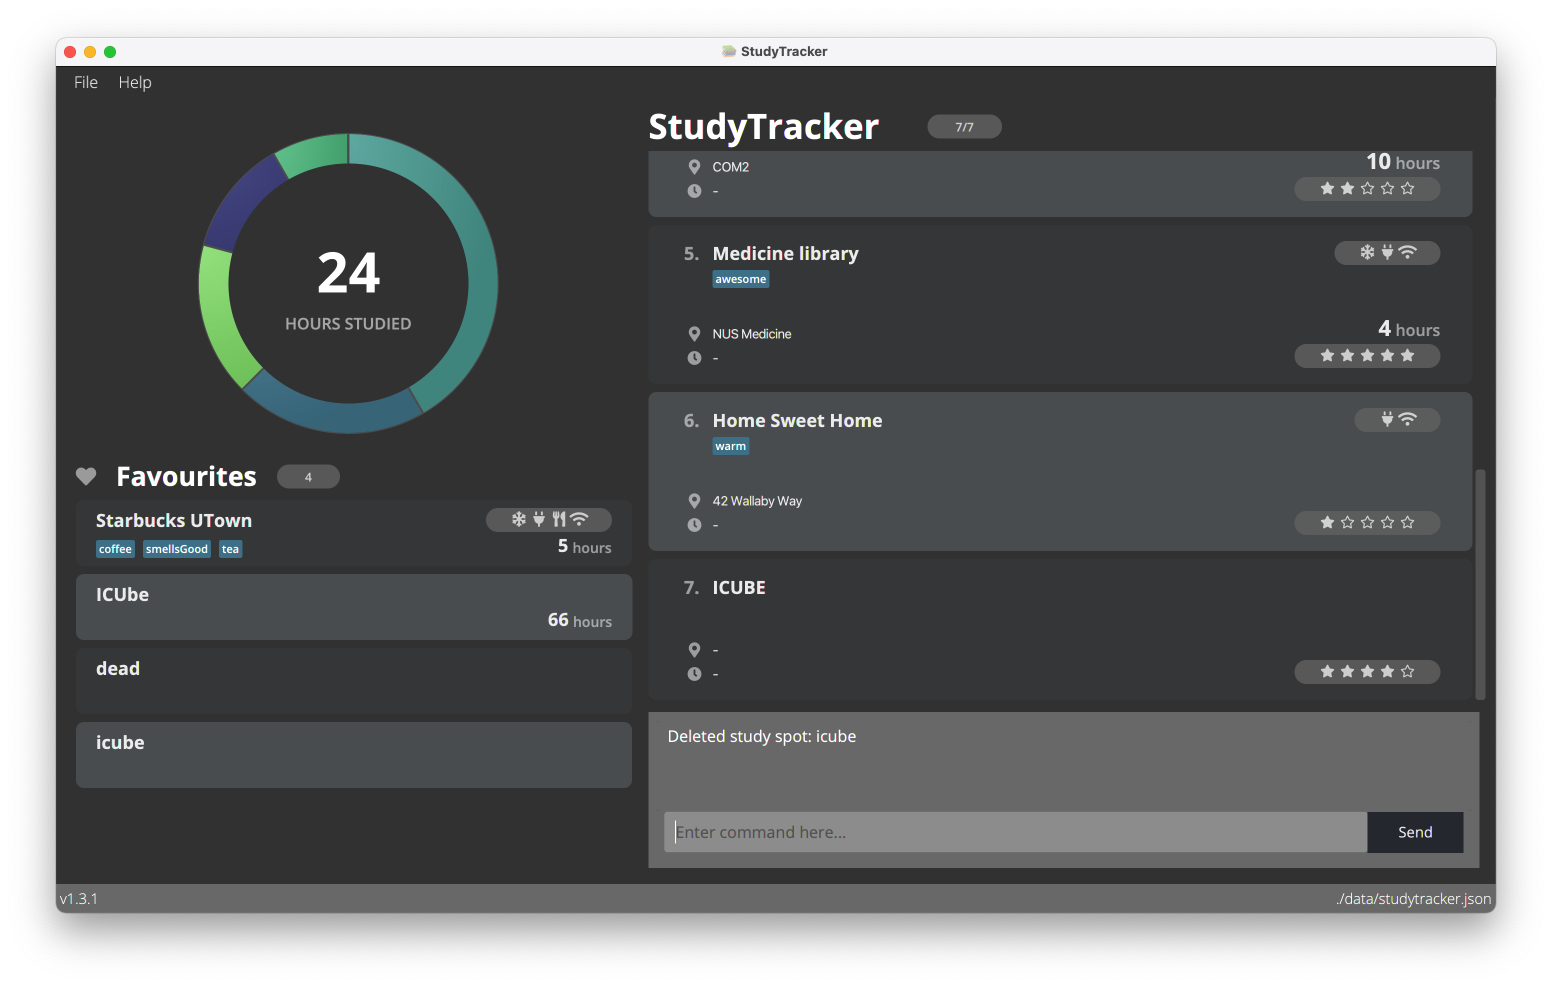 StudyTracker
File Help
24
HOURS STUDIED
Favourites 4
Starbucks UTown
coffee smellsGood tea
5 hours
ICUbe
66 hours
dead
icube
StudyTracker 7/7
COM2
10 hours
-
5. Medicine library
awesome
NUS Medicine
4 hours
-
6. Home Sweet Home
warm
42 Wallaby Way
-
7. ICUBE
-
-
Deleted study spot: icube
Enter command here...
Send
v1.3.1
./data/studytracker.json